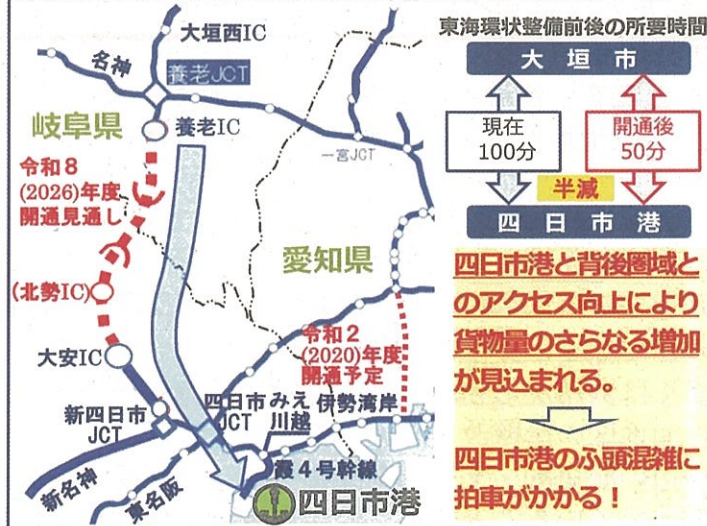 大垣西IC
名神
養老JCT
岐阜県
養老IC
一宮JCT
令和8
(2026)年度
開通見通し
愛知県
(北勢IC)
令和2
(2020)年度
開通予定
大安IC
新四日市
JCT
四日市
JCT
みえ
川越
伊勢湾岸
霞4号幹線
新名神
東名阪
四日市港
東海環状整備前後の所要時間
大垣市
現在
100分
開通後
50分
半減
四日市港
四日市港と背後圏域と
のアクセス向上により
貨物量のさらなる増加
が見込まれる。
四日市港のふ頭混雑に
拍車がかかる!